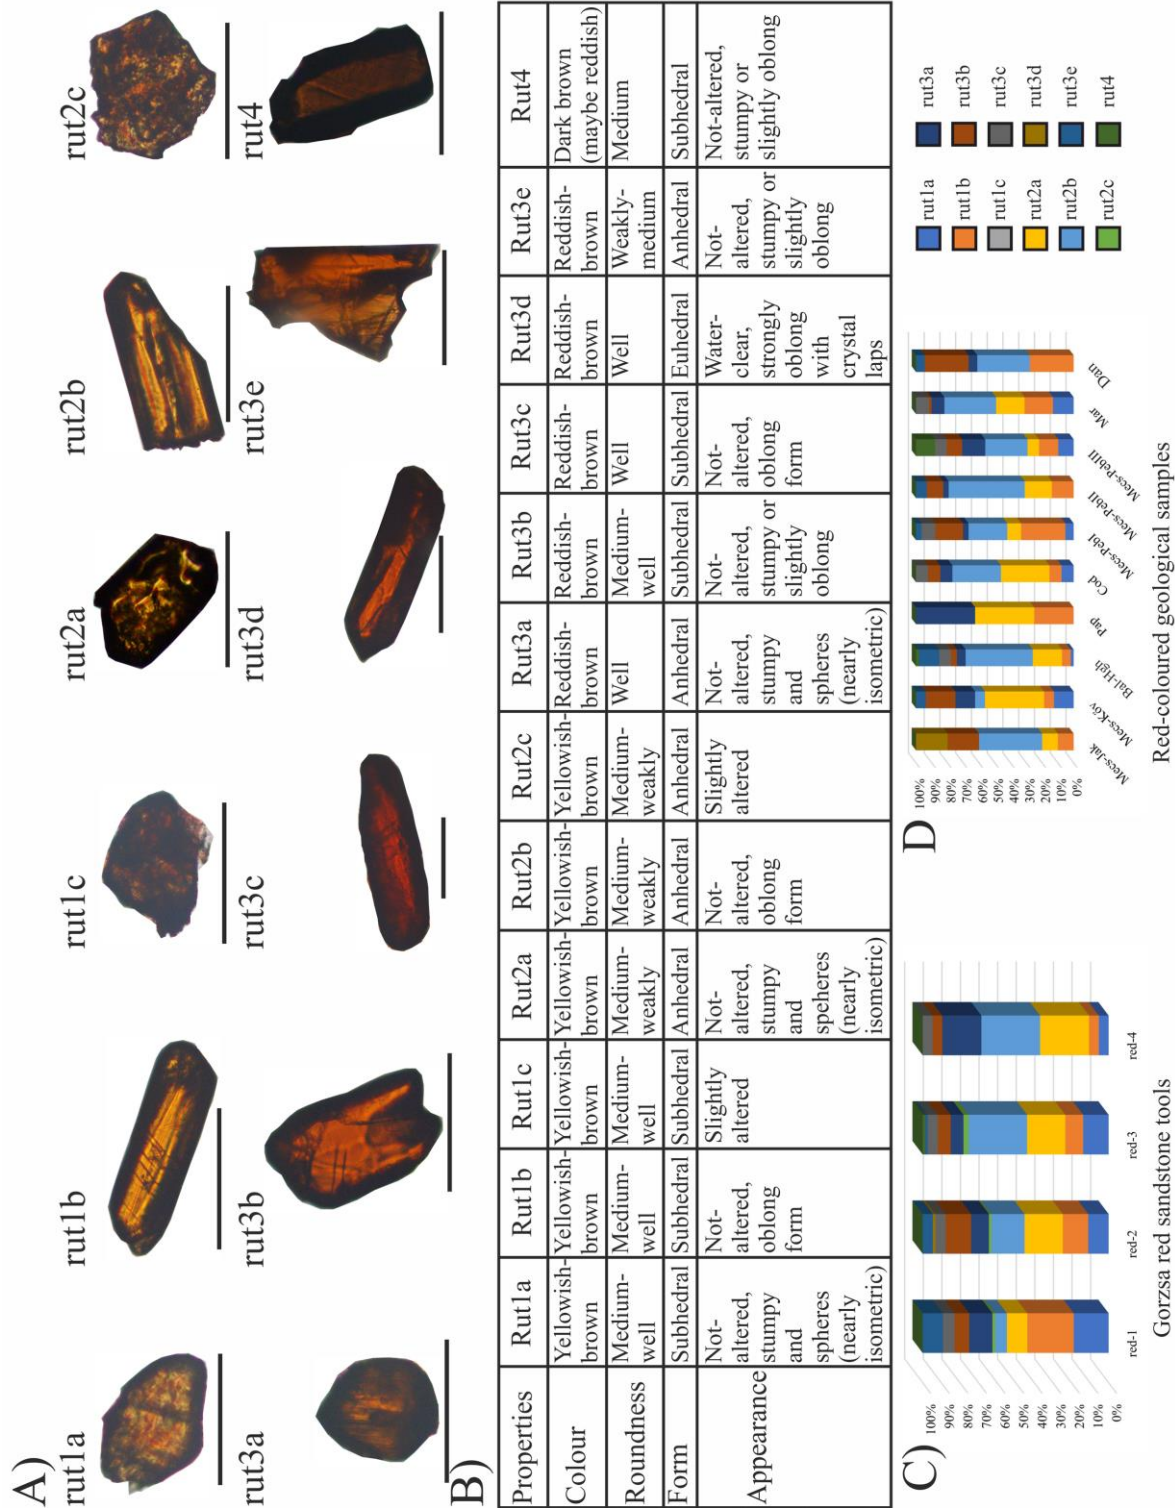 A)
rut1a rut1b rut1c rut2a rut2b rut2c
rut3a rut3b rut3c rut3d rut3e rut4
B)
Properties Rut1a Rut1b Rut1c Rut2a Rut2b Rut2c Rut3a Rut3b Rut3c Rut3d Rut3e Rut4
Colour Yellowish-brown Yellowish-brown Yellowish-brown Yellowish-brown Yellowish-brown Yellowish-brown Reddish-brown Reddish-brown Reddish-brown Reddish-brown Reddish-brown Dark brown (maybe reddish)
Roundness Medium-well Medium-well Medium-well Medium-weakly Medium-weakly Medium-weakly Well Medium-well Well Well Weakly-medium Medium
Form Subhedral Subhedral Subhedral Anhedral Anhedral Anhedral Anhedral Subhedral Subhedral Euhedral Anhedral Subhedral
Appearance Not-altered, stumpy and spheres (nearly isometric) Not-altered, oblong form Slightly altered Not-altered, stumpy and speheres (nearly isometric) Not-altered, oblong form Slightly altered Not-altered, stumpy and spheres (nearly isometric) Not-altered, stumpy or slightly oblong Not-altered, oblong form Water-clear, strongly oblong with crystal laps Not-altered, stumpy or slightly oblong Not-altered, stumpy or slightly oblong
C)
100%
90%
80%
70%
60%
50%
40%
30%
20%
10%
0%
red-1 red-2 red-3 red-4
Gorzsa red sandstone tools
D
100%
90%
80%
70%
60%
50%
40%
30%
20%
10%
0%
Mecs-Jak Mecs-Köv Bal-Hgh Pap Cod Mecs-PebI Mecs-PebII Mecs-PebIII Mar Dan
Red-coloured geological samples
rut1a rut3a
rut1b rut3b
rut1c rut3c
rut2a rut3d
rut2b rut3e
rut2c rut4